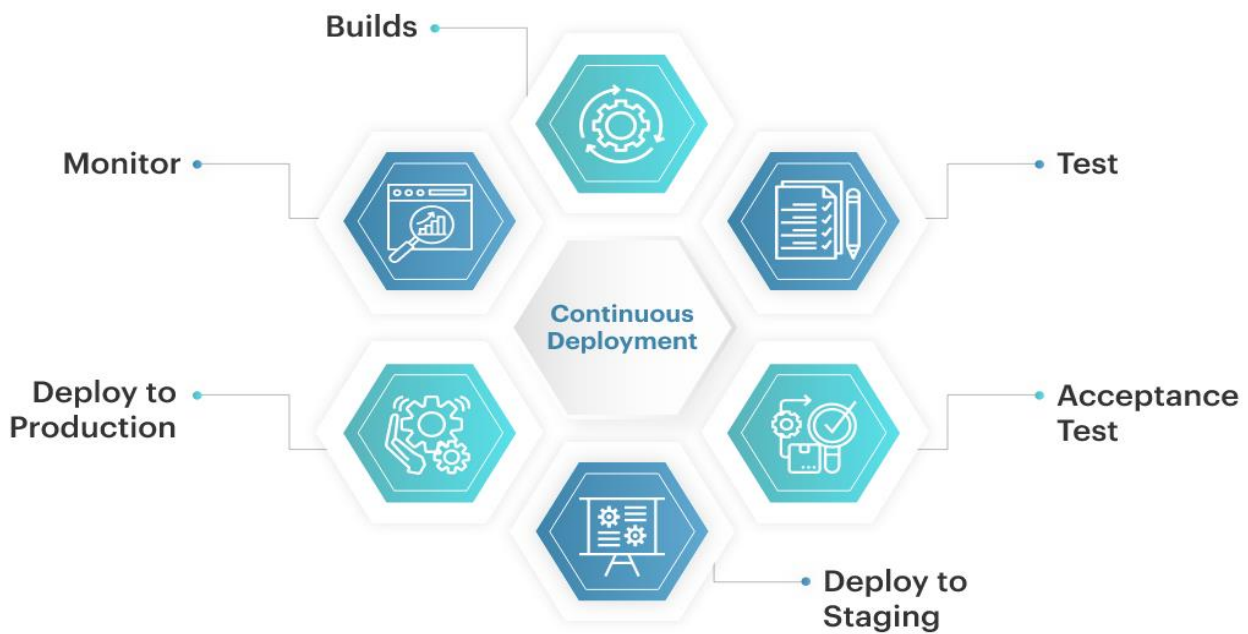 Builds
Monitor
Test
Continuous
Deployment
Deploy to
Production
Acceptance
Test
Deploy to
Staging